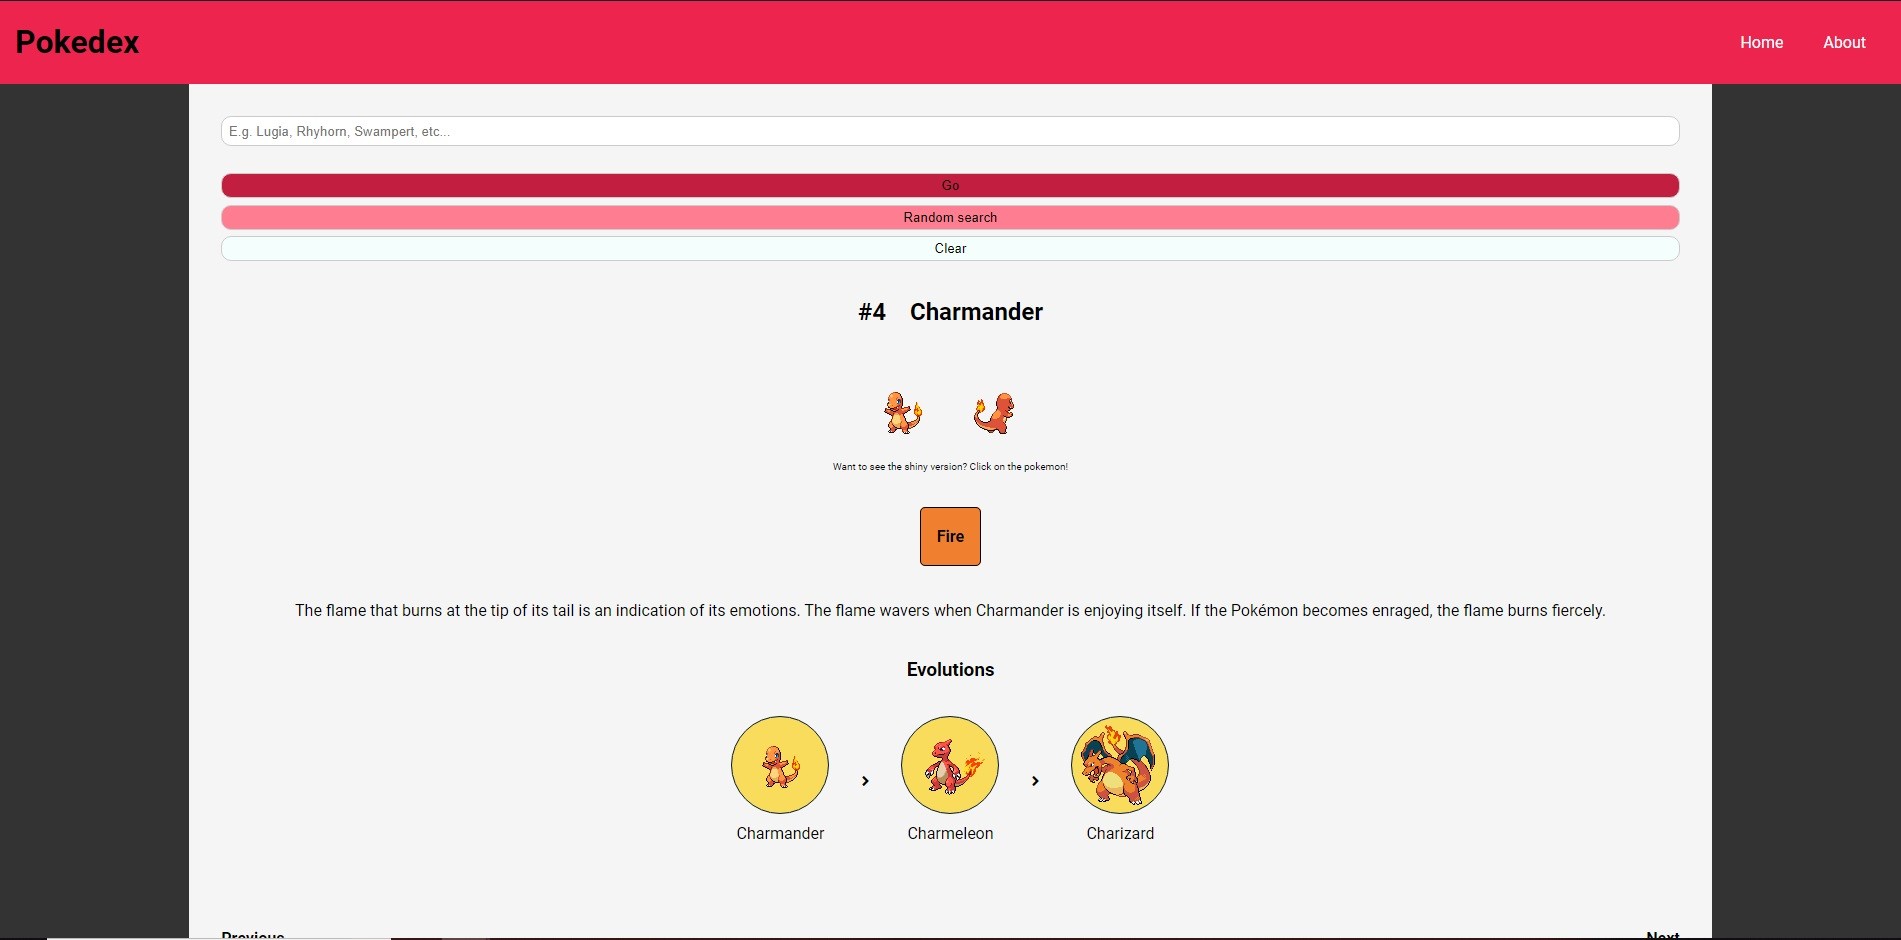 Pokedex
Home About
E.g. Lugia, Rhyhorn, Swampert, etc...
Go
Random search
Clear
#4 Charmander
Want to see the shiny version? Click on the pokemon!
Fire
The flame that burns at the tip of its tail is an indication of its emotions. The flame wavers when Charmander is enjoying itself. If the Pokémon becomes enraged, the flame burns fiercely.
Evolutions
Charmander Charmeleon Charizard
Previous Next